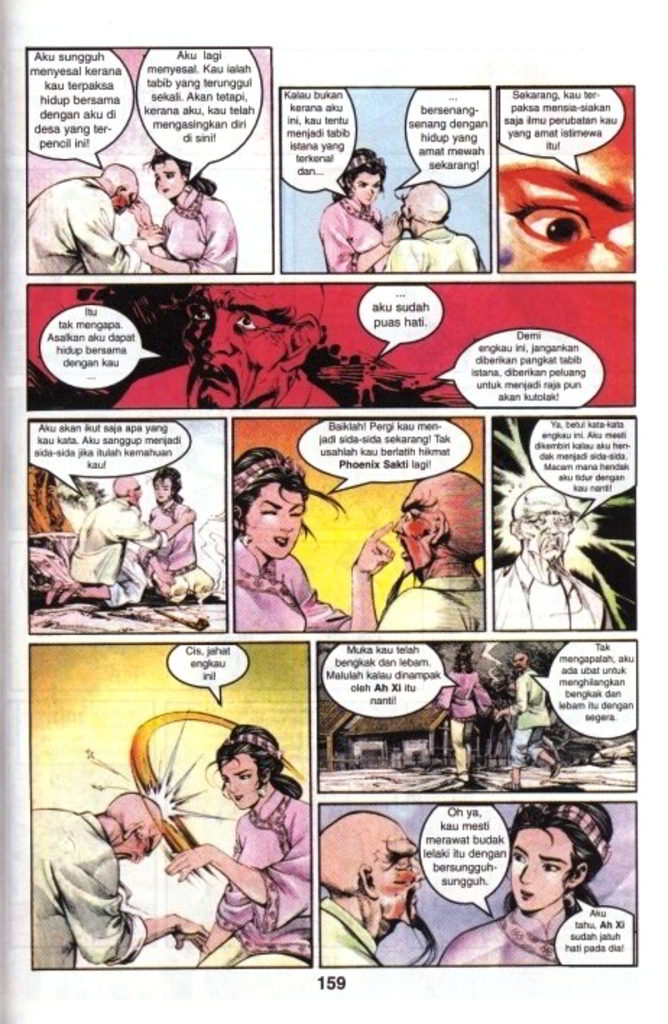 Aku sungguh
menyesal kerana
kau terpaksa
hidup bersama
dengan aku di
desa yang ter-
pencil ini!
Aku lagi
menyesal. Kau ialah
tabib yang terunggul
sekali. Akan tetapi,
kerana aku, kau telah
mengasingkan diri
di sini!
Kalau bukan
kerana aku
ini, kau tentu
menjadi tabib
istana yang
terkenal
dan...
...
bersenang-
senang dengan
hidup yang
amat mewah
sekarang!
Sekarang, kau ter-
paksa mensia-siakan
saja ilmu perubatan kau
yang amat istimewa
itu!
Itu
tak mengapa.
Asalkan aku dapat
hidup bersama
dengan kau
...
...
aku sudah
puas hati.
Demi
engkau ini, jangankan
diberikan pangkat tabib
istana, diberikan peluang
untuk menjadi raja pun
akan kutolak!
Aku akan ikut saja apa yang
kau kata. Aku sanggup menjadi
sida-sida jika itulah kemahuan
kau!
Baiklah! Pergi kau men-
jadi sida-sida sekarang! Tak
usahlah kau berlatih hikmat
Phoenix Sakti lagi!
Ya, betul kata-kata
engkau ini. Aku mesti
dikembiri kalau aku hen-
dak menjadi sida-sida.
Macam mana hendak
aku tidur dengan
kau nanti!
Cis, jahat
engkau
ini!
Muka kau telah
bengkak dan lebam.
Malulah kalau dinampak
oleh Ah Xi itu
nanti!
Tak
mengapalah, aku
ada ubat untuk
menghilangkan
bengkak dan
lebam itu dengan
segera.
Oh ya,
kau mesti
merawat budak
lelaki itu dengan
bersungguh-
sungguh.
Aku
tahu, Ah Xi
sudah jatuh
hati pada dia!
159